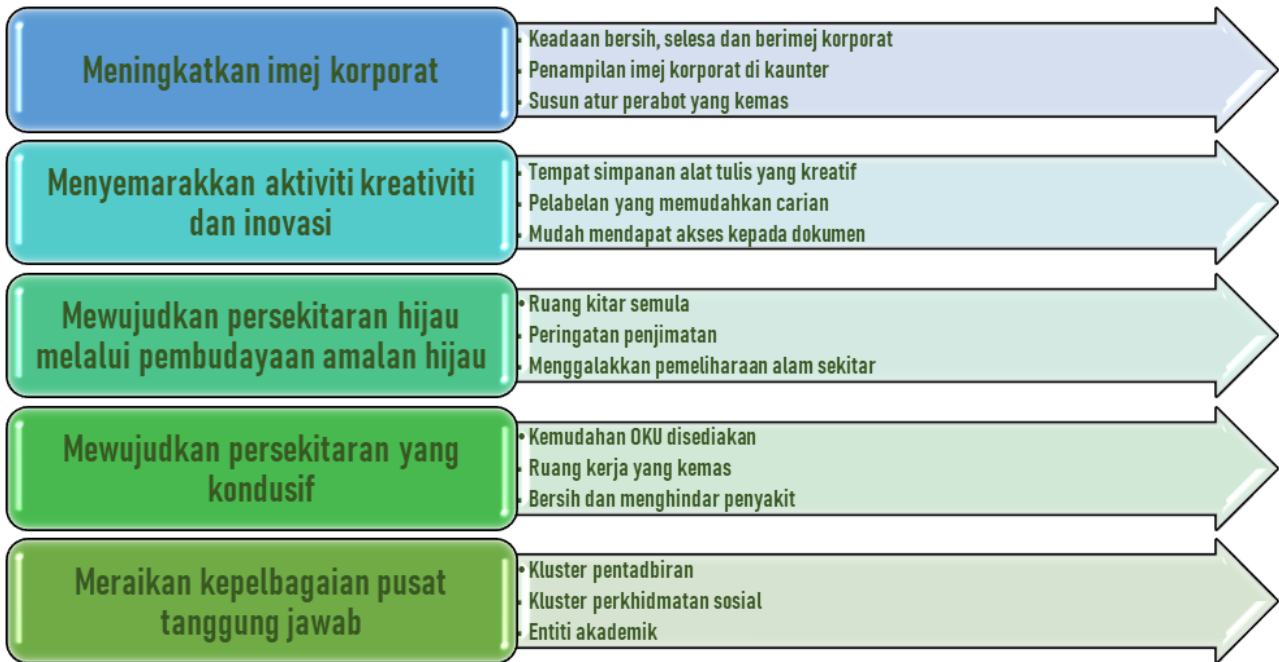 Meningkatkan imej korporat
• Keadaan bersih, selesa dan berimej korporat
• Penampilan imej korporat di kaunter
• Susun atur perabot yang kemas
Menyemarakkan aktiviti kreativiti
dan inovasi
• Tempat simpanan alat tulis yang kreatif
• Pelabelan yang memudahkan carian
• Mudah mendapat akses kepada dokumen
Mewujudkan persekitaran hijau
melalui pembudayaan amalan hijau
• Ruang kitar semula
• Peringatan penjimatan
• Menggalakkan pemeliharaan alam sekitar
Mewujudkan persekitaran yang
kondusif
• Kemudahan OKU disediakan
• Ruang kerja yang kemas
• Bersih dan menghindar penyakit
Meraikan kepelbagaian pusat
tanggung jawab
• Kluster pentadbiran
• Kluster perkhidmatan sosial
• Entiti akademik